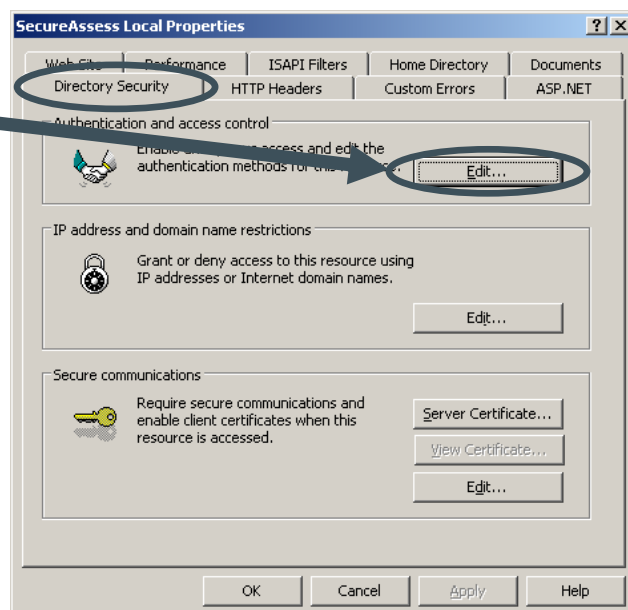 SecureAssess Local Properties
Web Site Performance ISAPI Filters Home Directory Documents
Directory Security HTTP Headers Custom Errors ASP.NET
Authentication and access control
Enable access and edit the
authentication methods for this
Edit...
IP address and domain name restrictions
Grant or deny access to this resource using
IP addresses or Internet domain names.
Edit...
Secure communications
Require secure communications and
enable client certificates when this
resource is accessed.
Server Certificate...
View Certificate...
Edit...
OK Cancel Apply Help